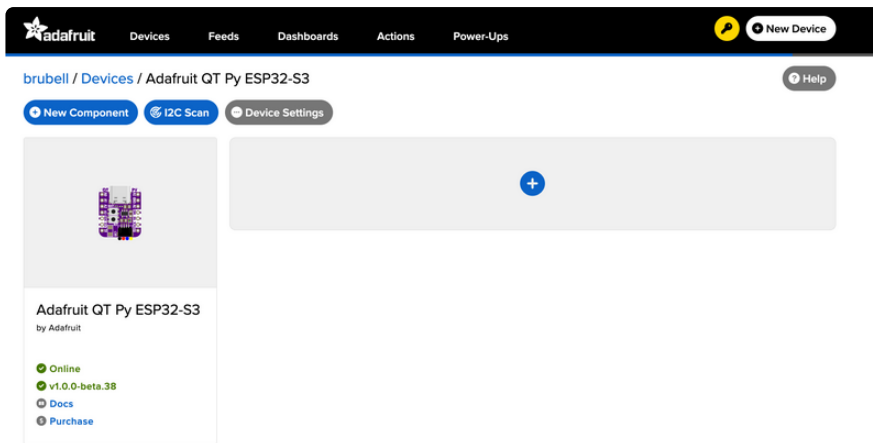 adafruit Devices Feeds Dashboards Actions Power-Ups New Device
brubell / Devices / Adafruit QT Py ESP32-S3 Help
New Component I2C Scan Device Settings
Adafruit QT Py ESP32-S3
by Adafruit
Online
v1.0.0-beta.38
Docs
Purchase